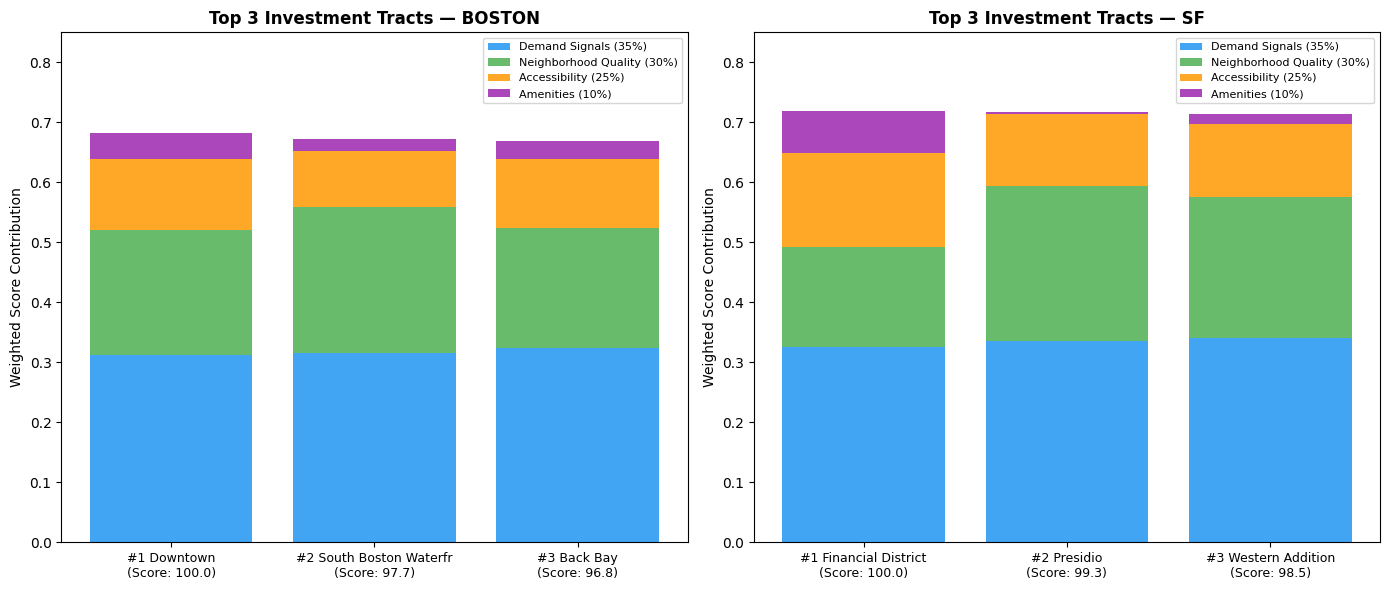 Top 3 Investment Tracts — BOSTON
Demand Signals (35%)
Neighborhood Quality (30%)
Accessibility (25%)
Amenities (10%)
Weighted Score Contribution
0.8
0.7
0.6
0.5
0.4
0.3
0.2
0.1
0.0
#1 Downtown
(Score: 100.0)
#2 South Boston Waterfr
(Score: 97.7)
#3 Back Bay
(Score: 96.8)
Top 3 Investment Tracts — SF
Demand Signals (35%)
Neighborhood Quality (30%)
Accessibility (25%)
Amenities (10%)
Weighted Score Contribution
0.8
0.7
0.6
0.5
0.4
0.3
0.2
0.1
0.0
#1 Financial District
(Score: 100.0)
#2 Presidio
(Score: 99.3)
#3 Western Addition
(Score: 98.5)